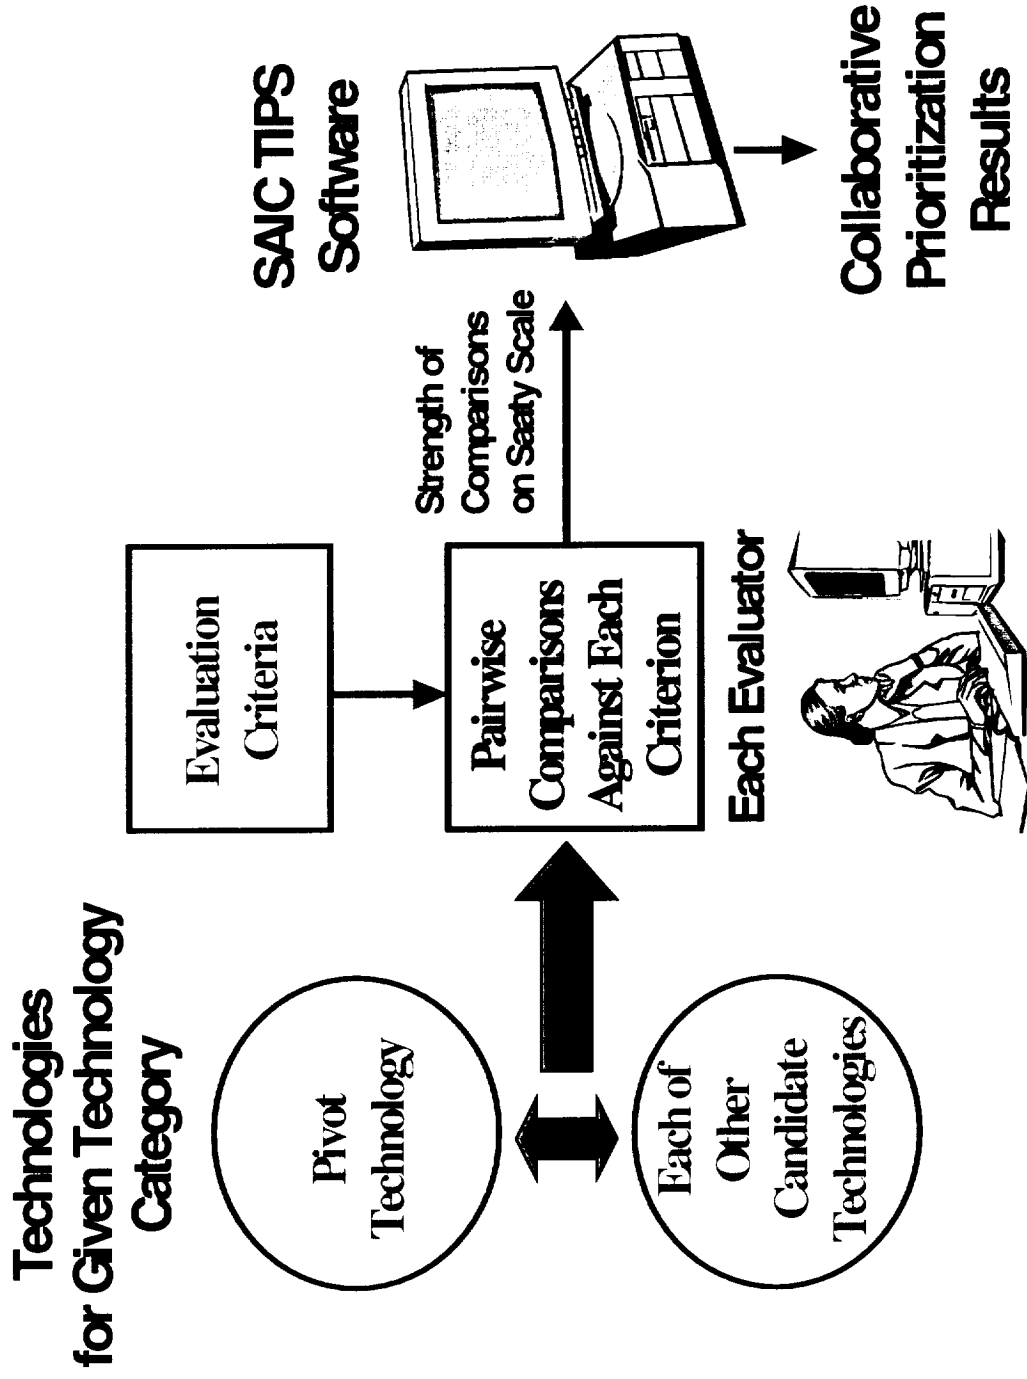 Technologies
for Given Technology
Category
Pivot
Technology
Each of
Other
Candidate
Technologies
Evaluation
Criteria
Pairwise
Comparisons
Against Each
Criterion
Each Evaluator
Strength of
Comparisons
on Saaty Scale
SAIC TIPS
Software
Collaborative
Prioritization
Results